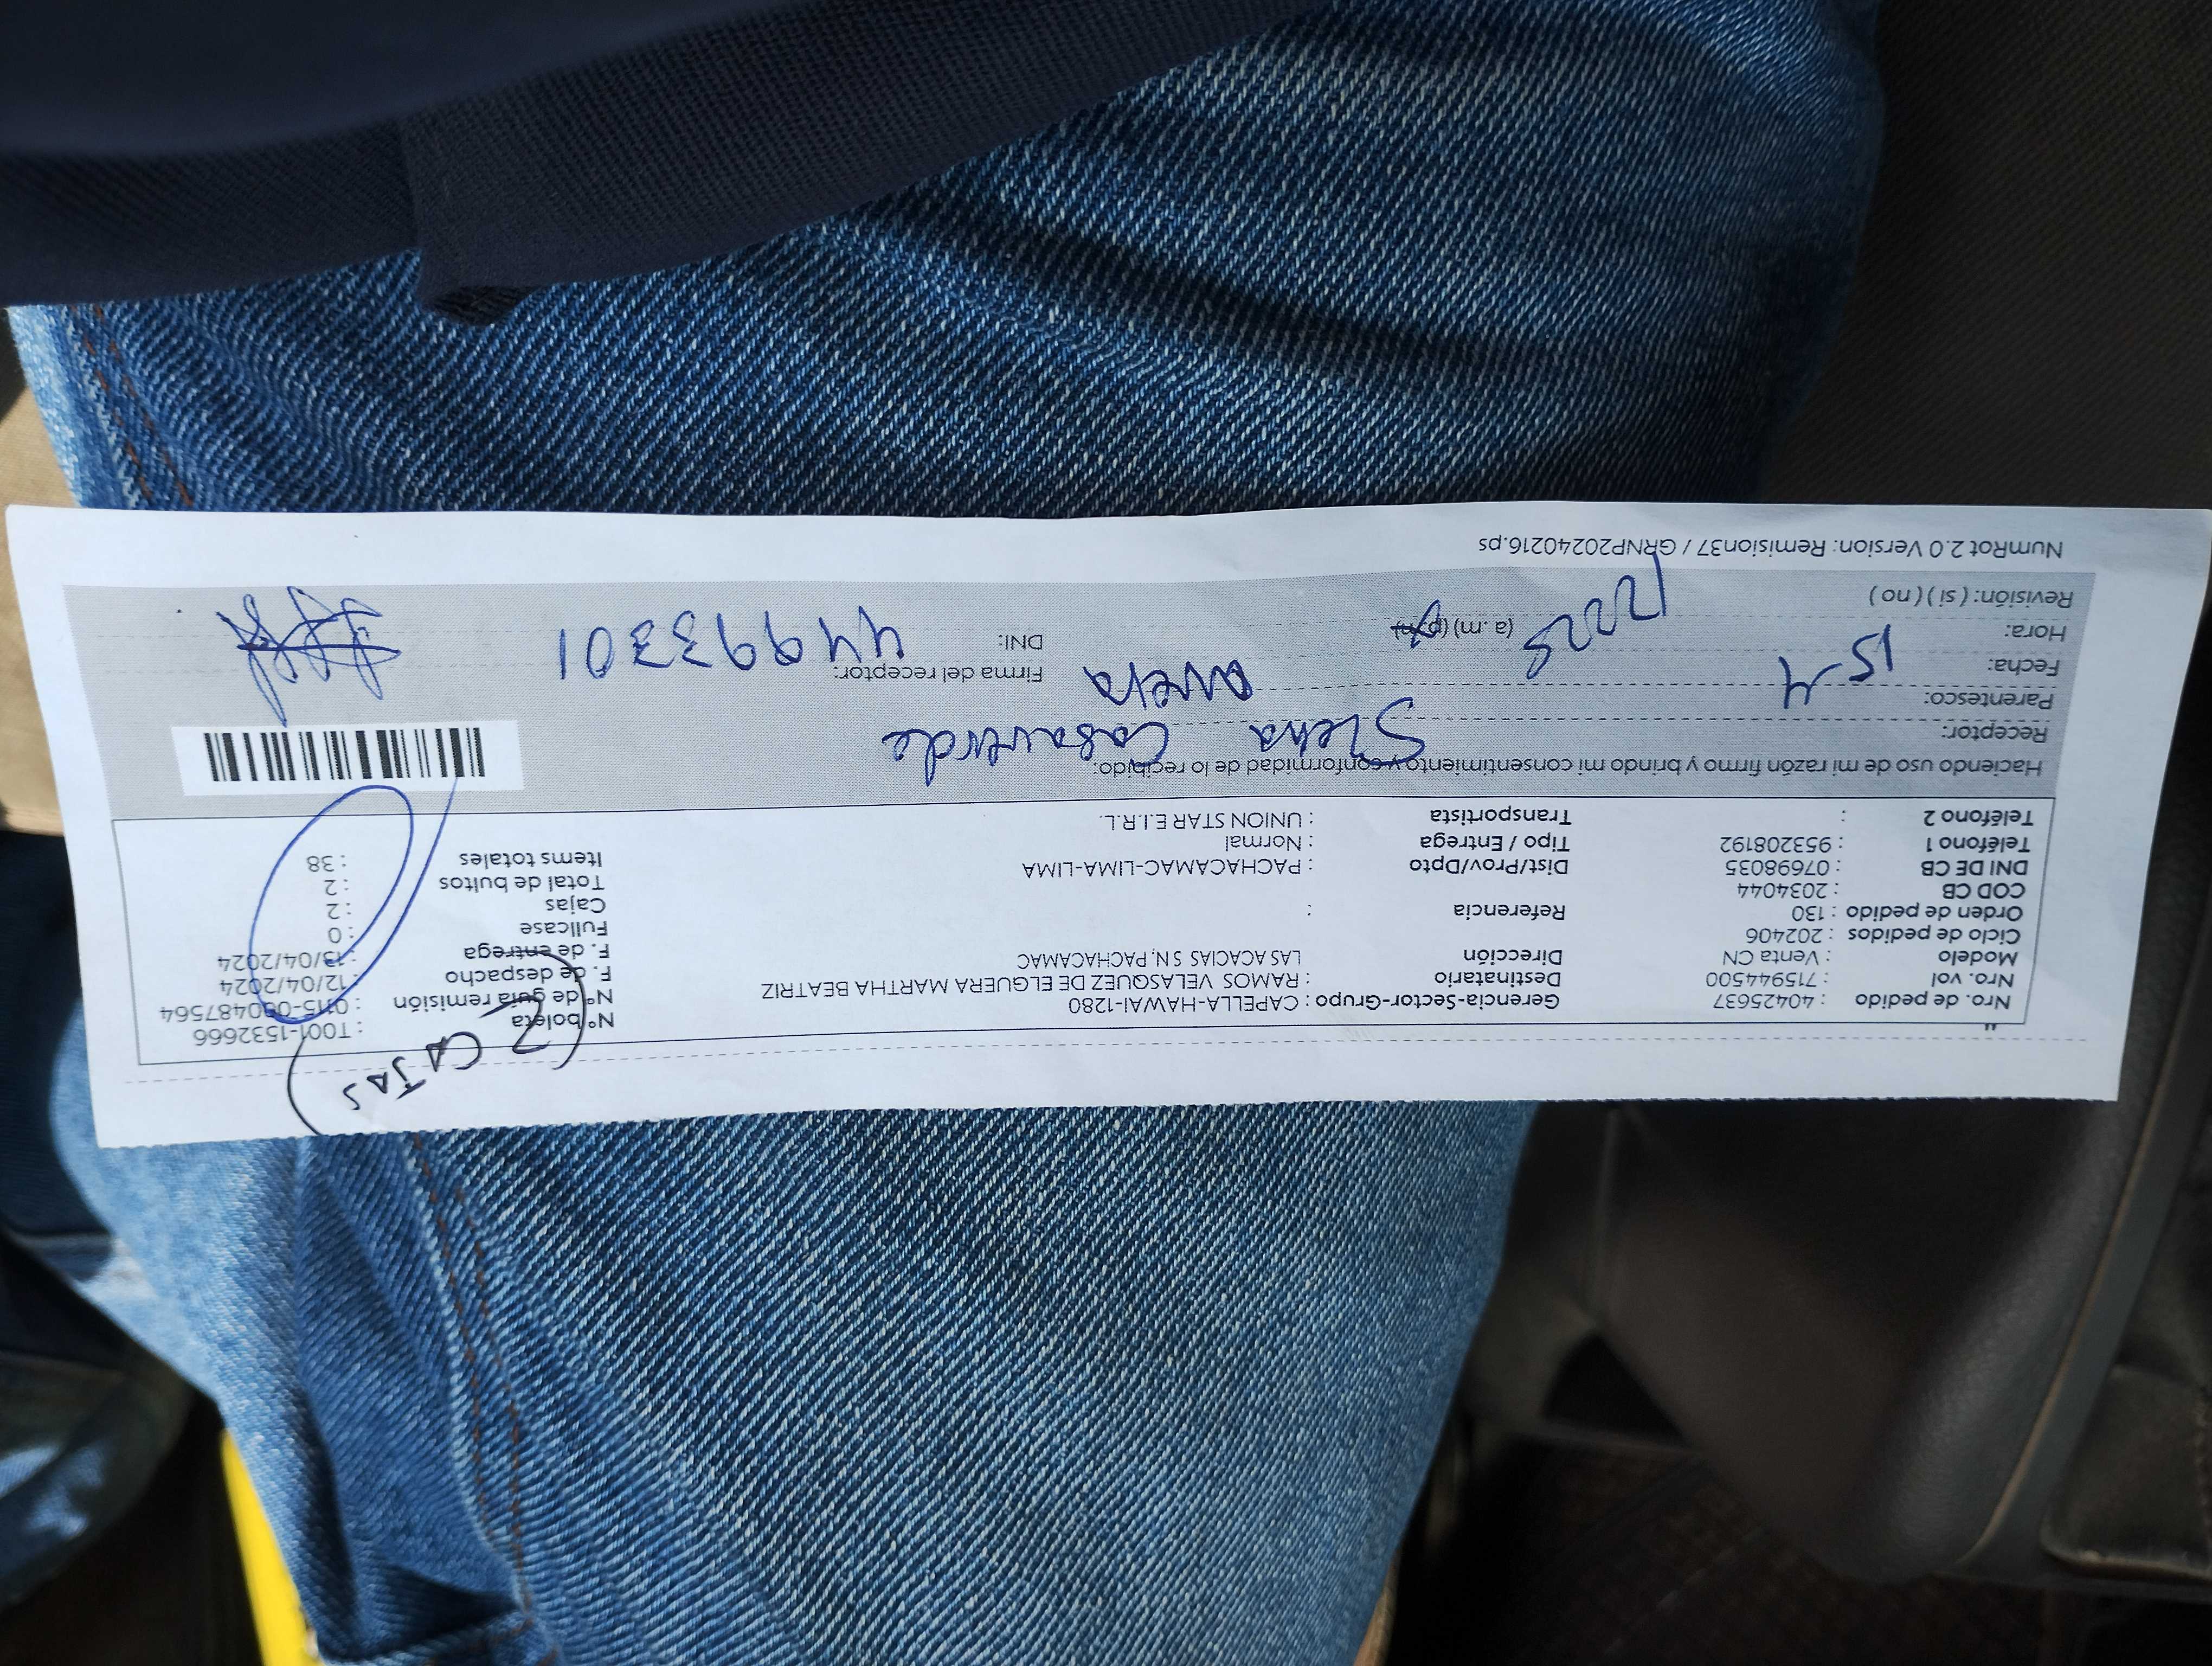 (2 CAJAS
Nro. de pedido : 40425637 Gerencia-Sector-Grupo : CAPELLA-HAWAI-1280 N° boleta : T001-1532666
Nro. vol : 715944500 Destinatario : RAMOS VELASQUEZ DE ELGUERA MARTHA BEATRIZ N° de guía remisión : 0115-0000487564
Modelo : Venta CN Dirección LAS ACACIAS SN, PACHACAMAC F. de despacho 12/04/2024
Ciclo de pedidos : 202406 F. de entrega : 13/04/2024
Orden de pedido : 130 Referencia : Fullcase : 0
COD CB : 2034044 Cajas : 2
DNI DE CB : 07698035 Dist/Prov/Dpto : PACHACAMAC-LIMA-LIMA Total de bultos : 2
Teléfono 1 : 953208192 Tipo / Entrega : Normal Items totales : 38
Teléfono 2 : Transportista : UNION STAR E.I.R.L.
Haciendo uso de mi razón firmo y brindo mi consentimiento y conformidad de lo recibido:
Receptor: Casaverde
Parentesco:
Fecha: 15-4 Firma del receptor:
Hora: (a. m) (p.m) DNI: 44993301
Revisión: ( si ) ( no )
NumRot 2.0 Version: Remision37 / GRNP20240216.ps